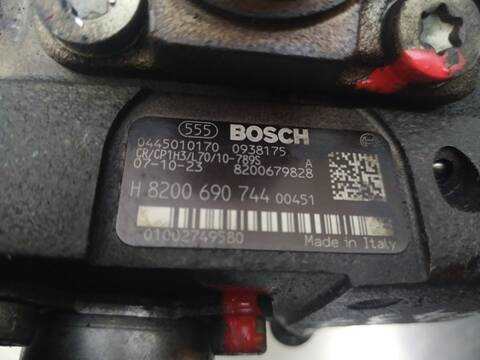 555 BOSCH
0445010170 0938175
CR/CP1H3/L70/10-789S A
07-10-23 8200679828
H 8200 690 744 00451
01002749580
Made in Italy